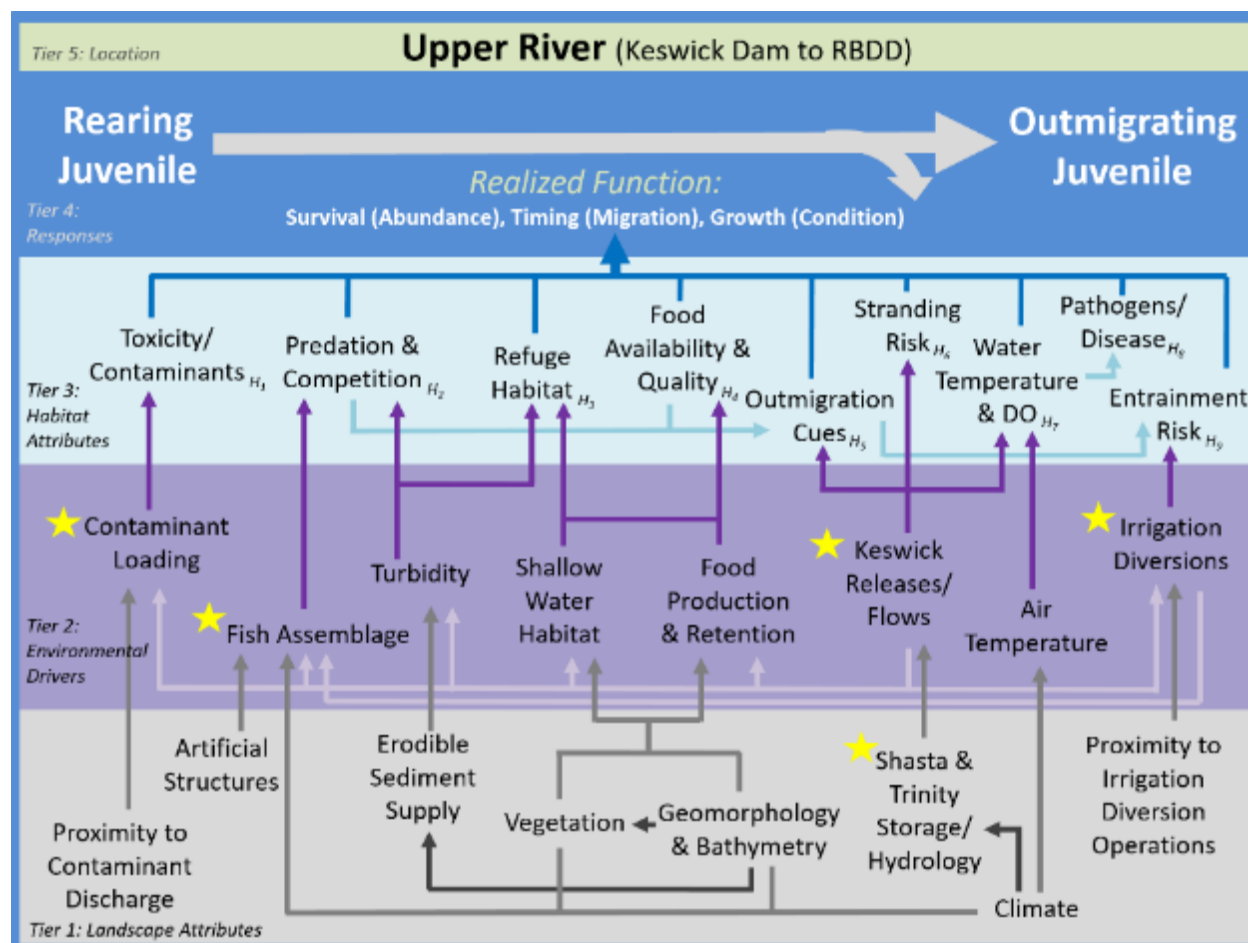 Tier 5: Location
Upper River (Keswick Dam to RBDD)
Rearing
Juvenile
Outmigrating
Juvenile
Realized Function:
Survival (Abundance), Timing (Migration), Growth (Condition)
Tier 4:
Responses
Tier 3:
Habitat
Attributes
Toxicity/
Contaminants H1
Predation &
Competition H2
Refuge
Habitat H3
Food
Availability &
Quality H4
Outmigration
Cues H5
Stranding
Risk H6
Water
Temperature
& DO H7
Pathogens/
Disease H8
Entrainment
Risk H9
Tier 2:
Environmental
Drivers
Contaminant
Loading
Fish Assemblage
Turbidity
Shallow
Water
Habitat
Food
Production
& Retention
Keswick
Releases/
Flows
Air
Temperature
Irrigation
Diversions
Proximity to
Contaminant
Discharge
Artificial
Structures
Erodible
Sediment
Supply
Vegetation
Geomorphology
& Bathymetry
Shasta &
Trinity
Storage/
Hydrology
Climate
Proximity to
Irrigation
Diversion
Operations
Tier 1: Landscape Attributes